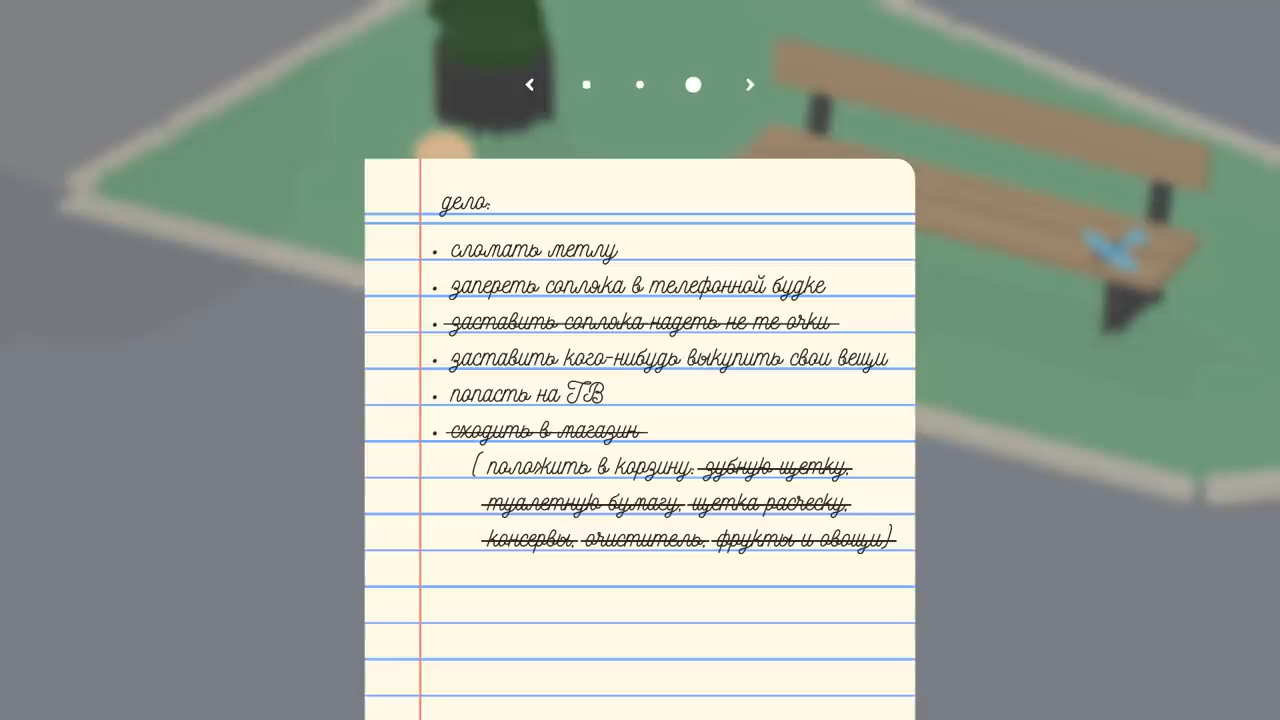 дело:
• сломать метлу
• запереть сопляка в телефонной будке
• заставить сопляка надеть не те очки
• заставить кого-нибудь выкупить свои вещи
• попасть на ТВ
• сходить в магазин
( положить в корзину: зубную щетку,
туалетную бумагу, щетка расческу,
консервы, очиститель, фрукты и овощи)